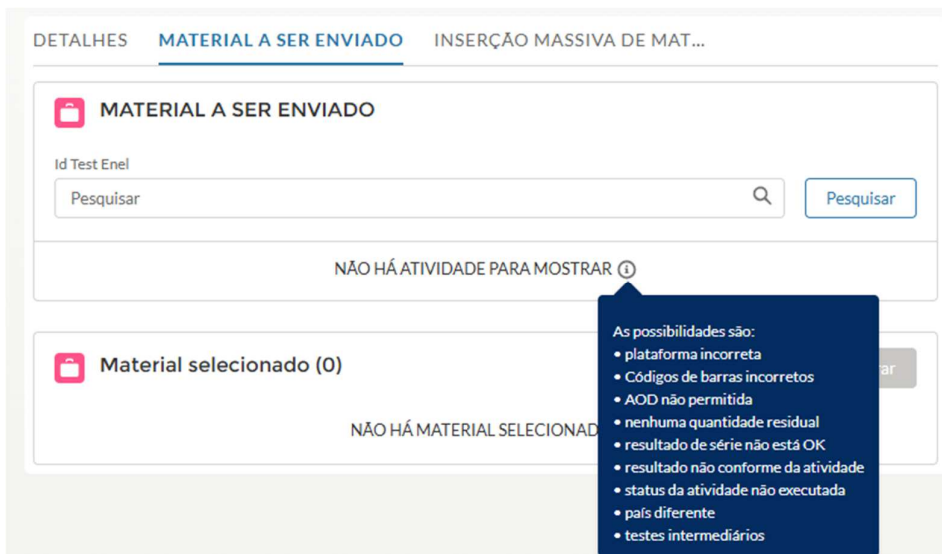 DETALHES MATERIAL A SER ENVIADO INSERÇÃO MASSIVA DE MAT...
MATERIAL A SER ENVIADO
Id Test Enel
Pesquisar Pesquisar
NÃO HÁ ATIVIDADE PARA MOSTRAR
As possibilidades são:
• plataforma incorreta
• Códigos de barras incorretos
• AOD não permitida
• nenhuma quantidade residual
• resultado de série não está OK
• resultado não conforme da atividade
• status da atividade não executada
• país diferente
• testes intermediários
Material selecionado (0)
NÃO HÁ MATERIAL